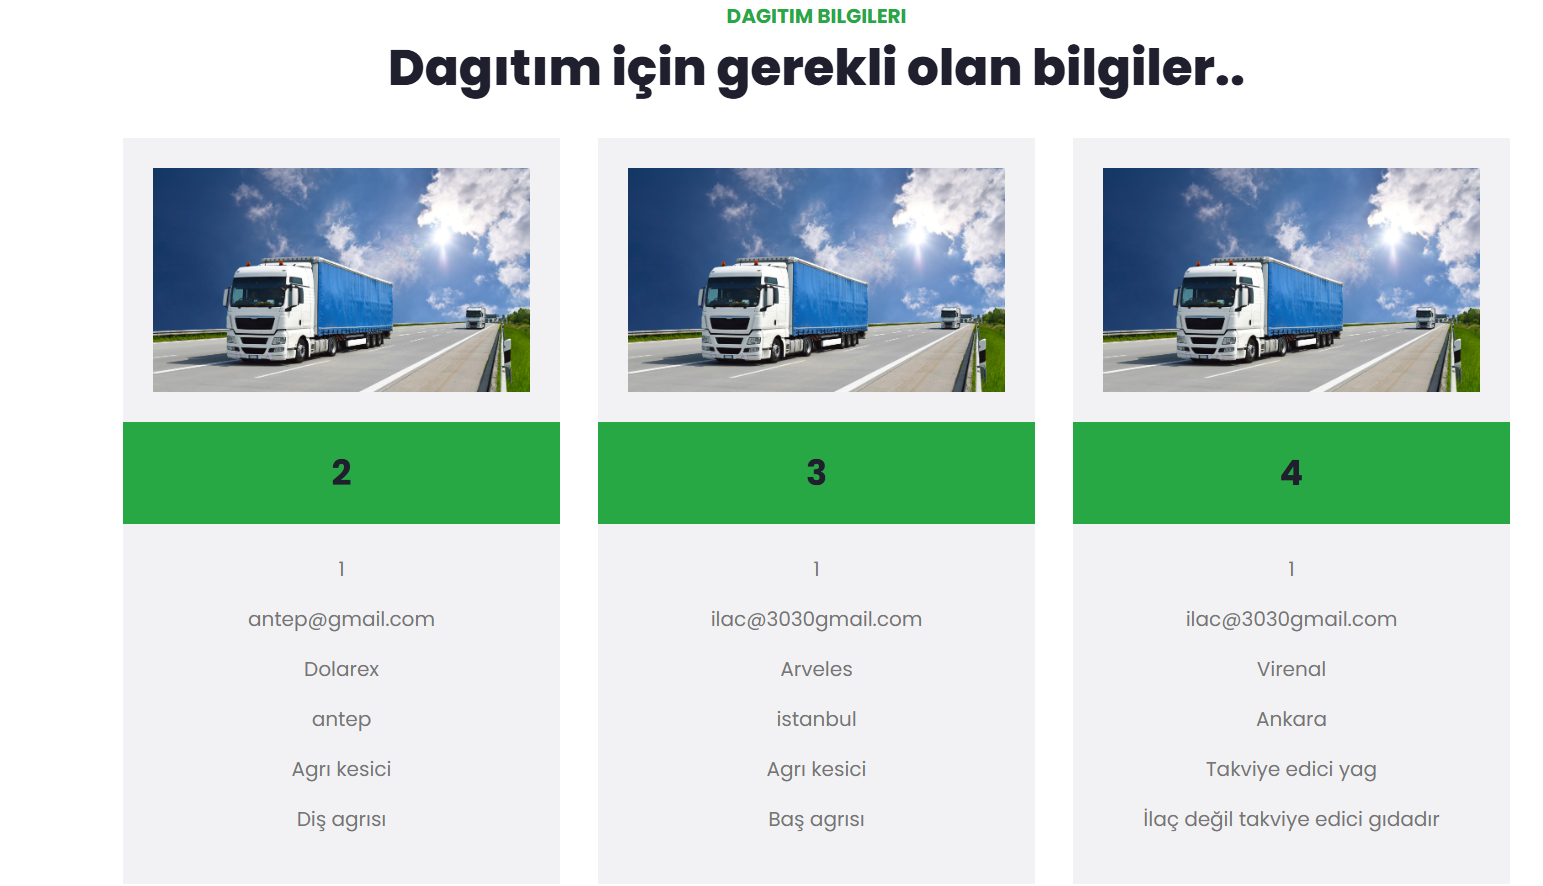 DAGITIM BILGILERI
Dagıtım için gerekli olan bilgiler..
2
1
antep@gmail.com
Dolarex
antep
Agrı kesici
Diş agrısı
3
1
ilac@3030gmail.com
Arveles
istanbul
Agrı kesici
Baş agrısı
4
1
ilac@3030gmail.com
Virenal
Ankara
Takviye edici yag
İlaç değil takviye edici gıdadır